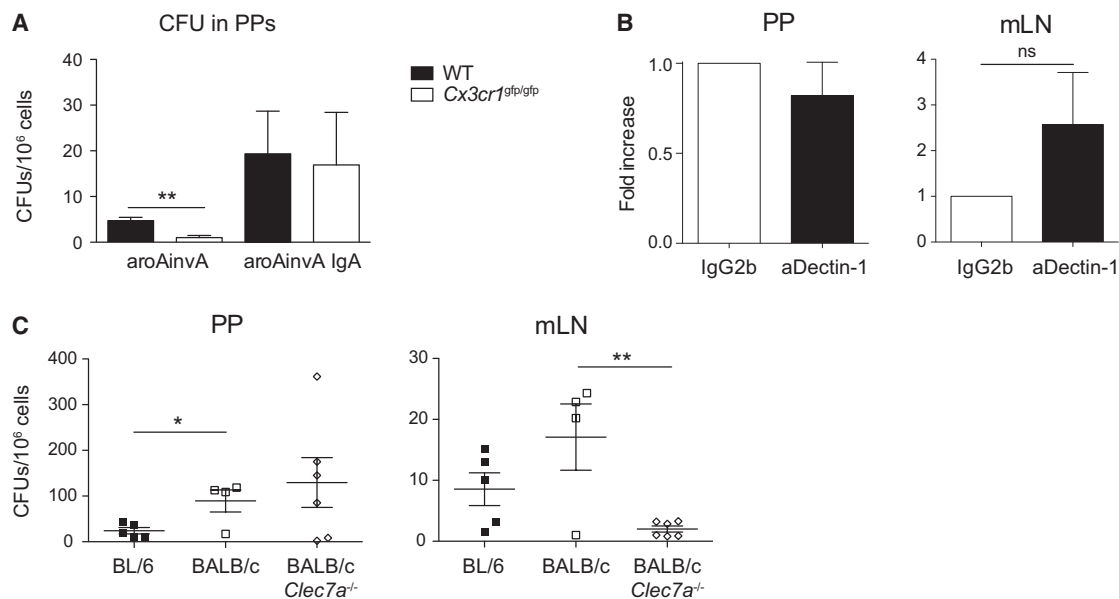 A
CFU in PPs
CFUs/10⁶ cells
40
30
20
10
0
**
aroAinvA
aroAinvA IgA
WT
Cx3cr1gfp/gfp
B
PP
Fold increase
1.0
0.5
0.0
IgG2b
aDectin-1
mLN
4
3
2
1
0
ns
IgG2b
aDectin-1
C
PP
CFUs/10⁶ cells
400
300
200
100
0
*
BL/6
BALB/c
BALB/c
Clec7a-/-
mLN
30
20
10
0
**
BL/6
BALB/c
BALB/c
Clec7a-/-